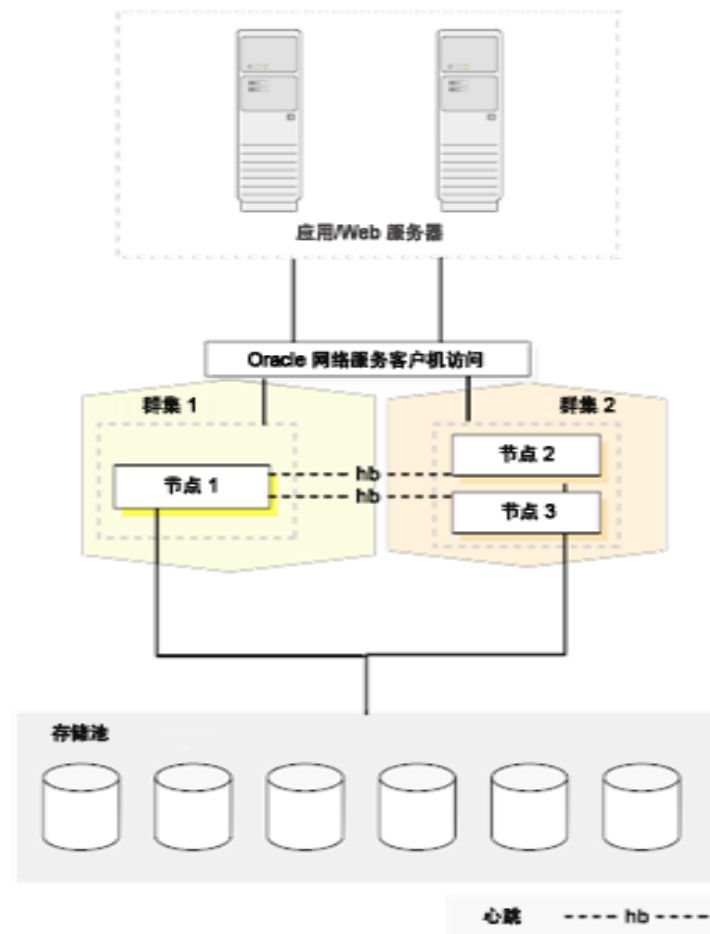 应用/Web 服务器
Oracle 网络服务客户机访问
群集 1
群集 2
节点 1
hb
hb
节点 2
节点 3
存储池
心跳
hb